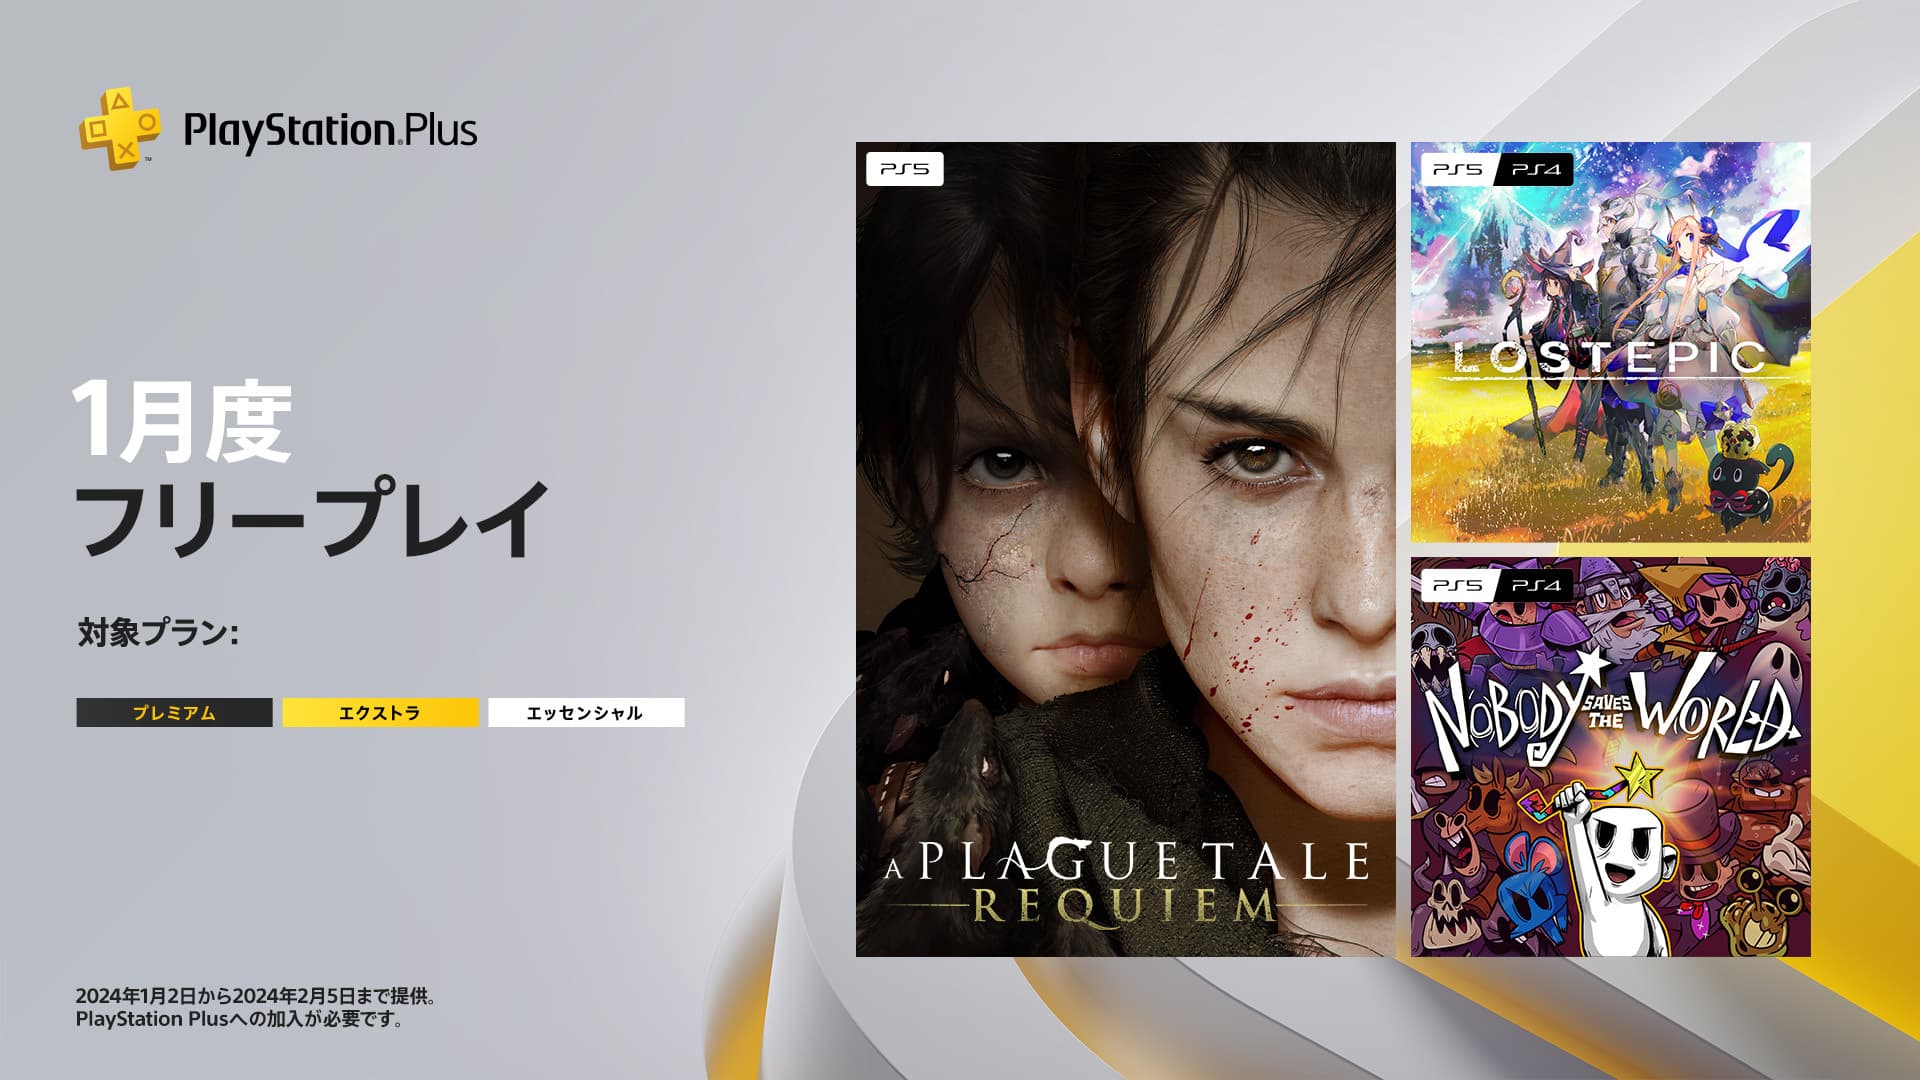 PlayStation®Plus
™
1月度
フリープレイ
対象プラン:
プレミアム
エクストラ
エッセンシャル
2024年1月2日から2024年2月5日まで提供。
PlayStation Plusへの加入が必要です。
PS5
A PLAGUE TALE
REQUIEM
PS5 PS4
LOST EPIC
PS5 PS4
NOBODY SAVES THE WORLD